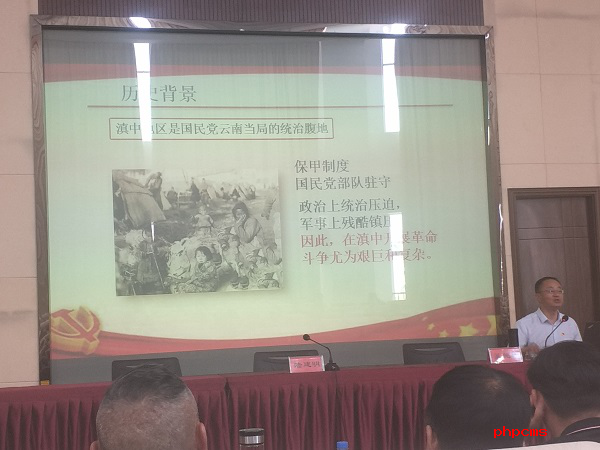 历史背景
滇中地区是国民党云南当局的统治腹地
保甲制度
国民党部队驻守
政治上统治压迫,
军事上残酷镇压
因此,在滇中开展革命
斗争尤为艰巨和复杂。